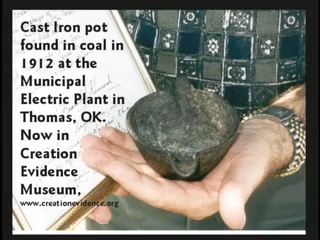 Cast Iron pot
found in coal in
1912 at the
Municipal
Electric Plant in
Thomas, OK.
Now in
Creation
Evidence
Museum,
www.creationevidence.org